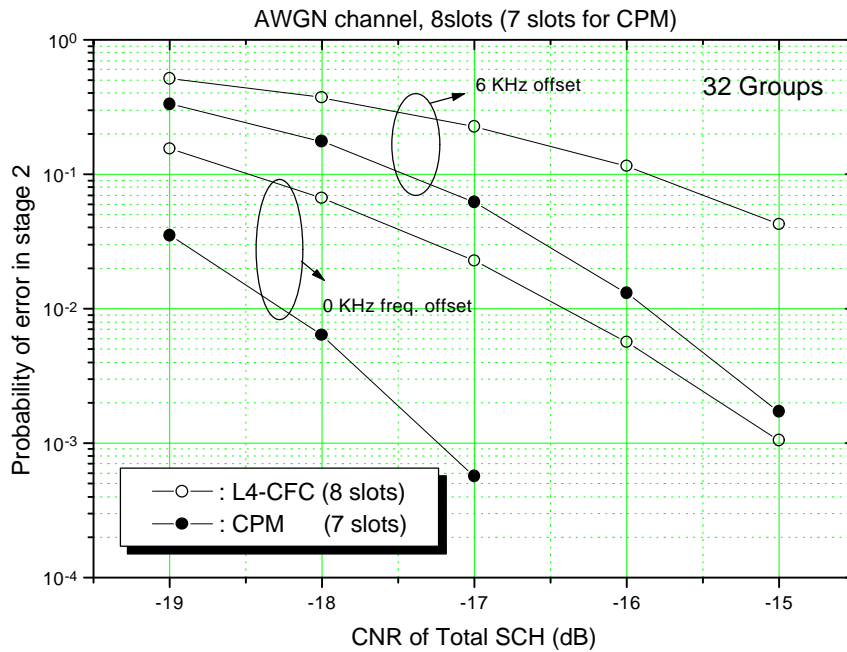 AWGN channel, 8slots (7 slots for CPM)
10^0
10^-1
10^-2
10^-3
10^-4
Probability of error in stage 2
6 KHz offset
32 Groups
0 KHz freq. offset
: L4-CFC (8 slots)
: CPM (7 slots)
-19 -18 -17 -16 -15
CNR of Total SCH (dB)